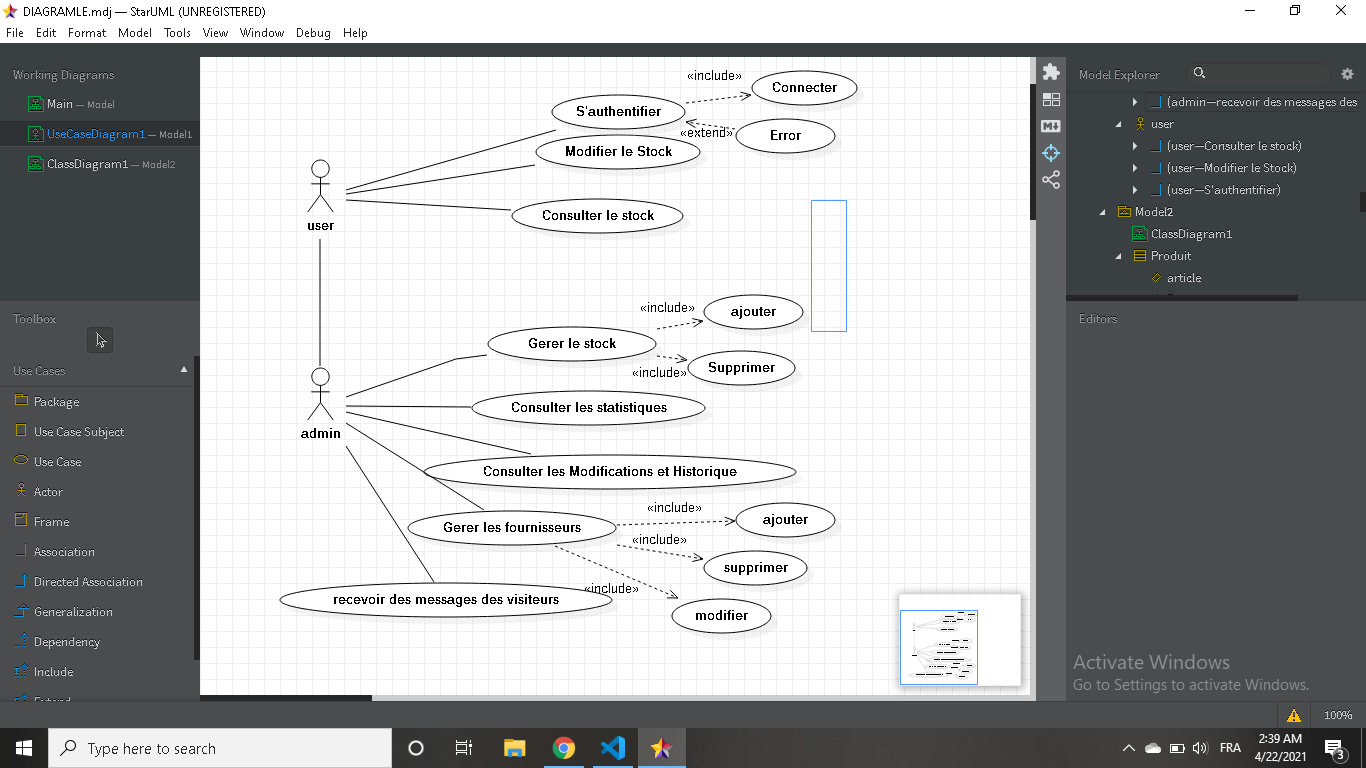 DIAGRAMLE.mdj — StarUML (UNREGISTERED)
File Edit Format Model Tools View Window Debug Help
Working Diagrams
Main — Model
UseCaseDiagram1 — Model1
ClassDiagram1 — Model2
Toolbox
Use Cases
Package
Use Case Subject
Use Case
Actor
Frame
Association
Directed Association
Generalization
Dependency
Include
Extend
«include»
Connecter
S'authentifier
«extend»
Error
Modifier le Stock
Consulter le stock
user
«include»
ajouter
Gerer le stock
Supprimer
«include»
Consulter les statistiques
admin
Consulter les Modifications et Historique
«include»
ajouter
Gerer les fournisseurs
«include»
supprimer
«include»
recevoir des messages des visiteurs
modifier
Model Explorer
(admin—recevoir des messages des
user
(user—Consulter le stock)
(user—Modifier le Stock)
(user—S'authentifier)
Model2
ClassDiagram1
Produit
article
Editors
Activate Windows
Go to Settings to activate Windows.
100%
Type here to search
FRA
2:39 AM
4/22/2021
3